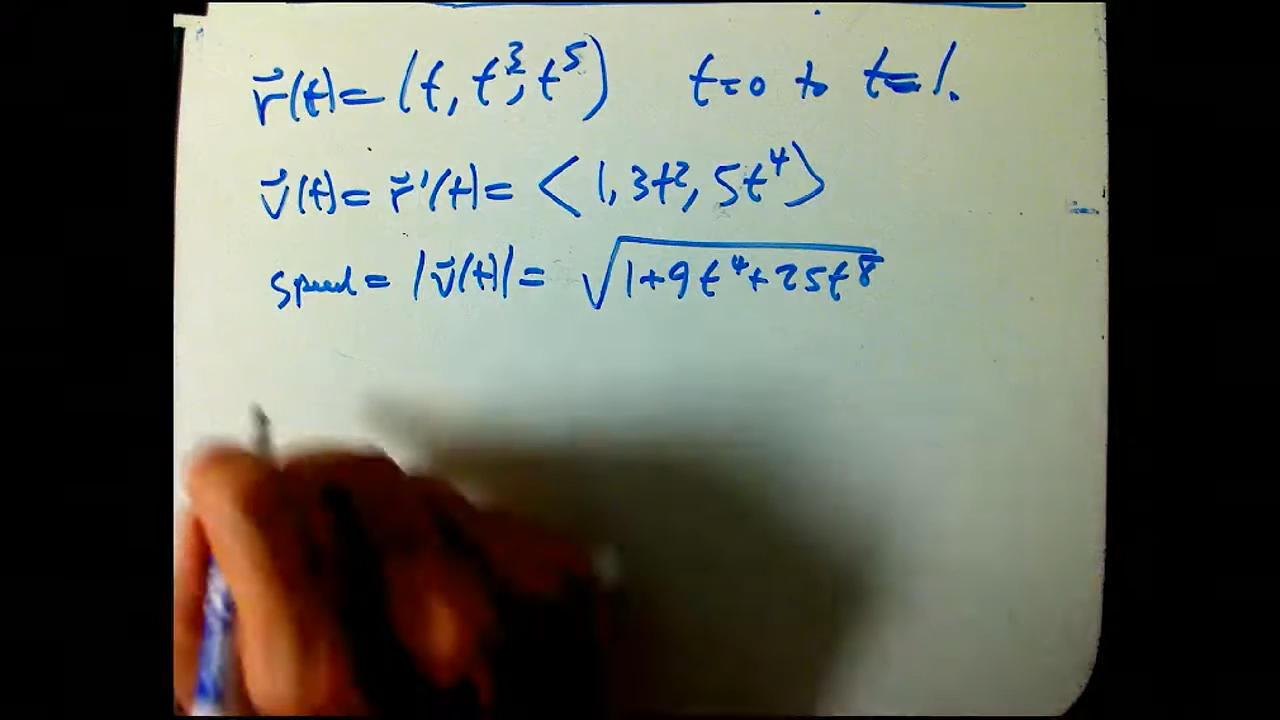 r⃗(t) = (t, t³, t⁵) t=0 to t=1.
v⃗(t) = r⃗'(t) = ⟨1, 3t², 5t⁴⟩
speed = |v⃗(t)| = √(1+9t⁴+25t⁸)